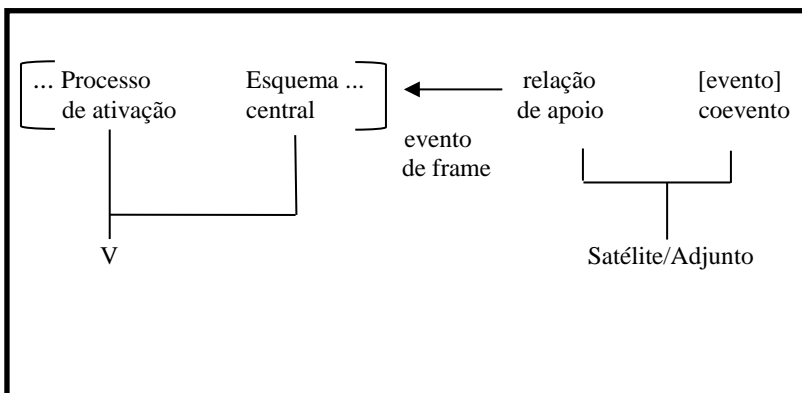 ... Processo Esquema ... relação [evento]
de ativação central de apoio coevento
evento
de frame
V Satélite/Adjunto